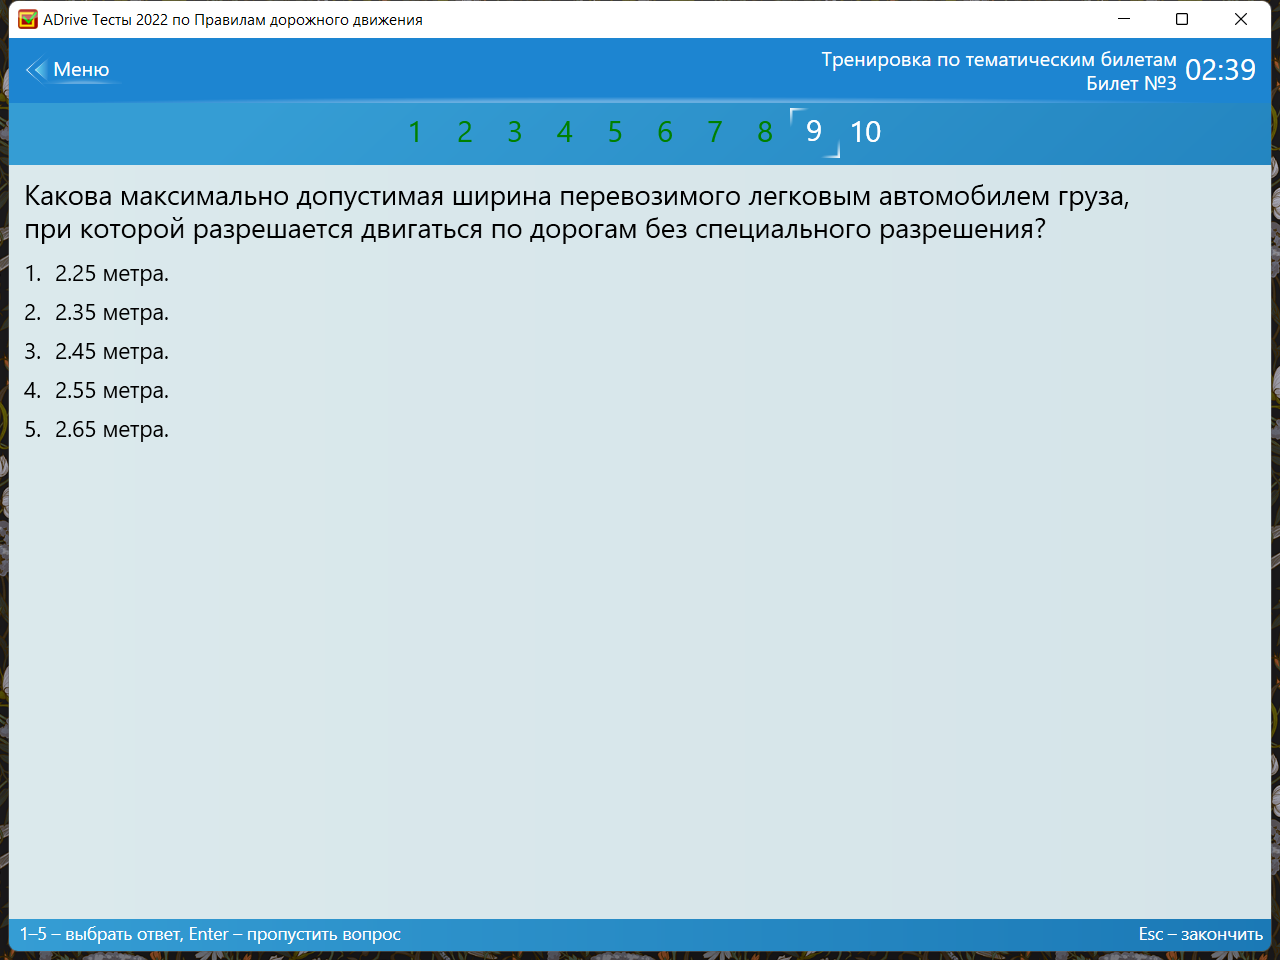 ADrive Тесты 2022 по Правилам дорожного движения
Меню
Тренировка по тематическим билетам
Билет №3
02:39
1 2 3 4 5 6 7 8 9 10
Какова максимально допустимая ширина перевозимого легковым автомобилем груза,
при которой разрешается двигаться по дорогам без специального разрешения?
1. 2.25 метра.
2. 2.35 метра.
3. 2.45 метра.
4. 2.55 метра.
5. 2.65 метра.
1–5 – выбрать ответ, Enter – пропустить вопрос
Esc – закончить